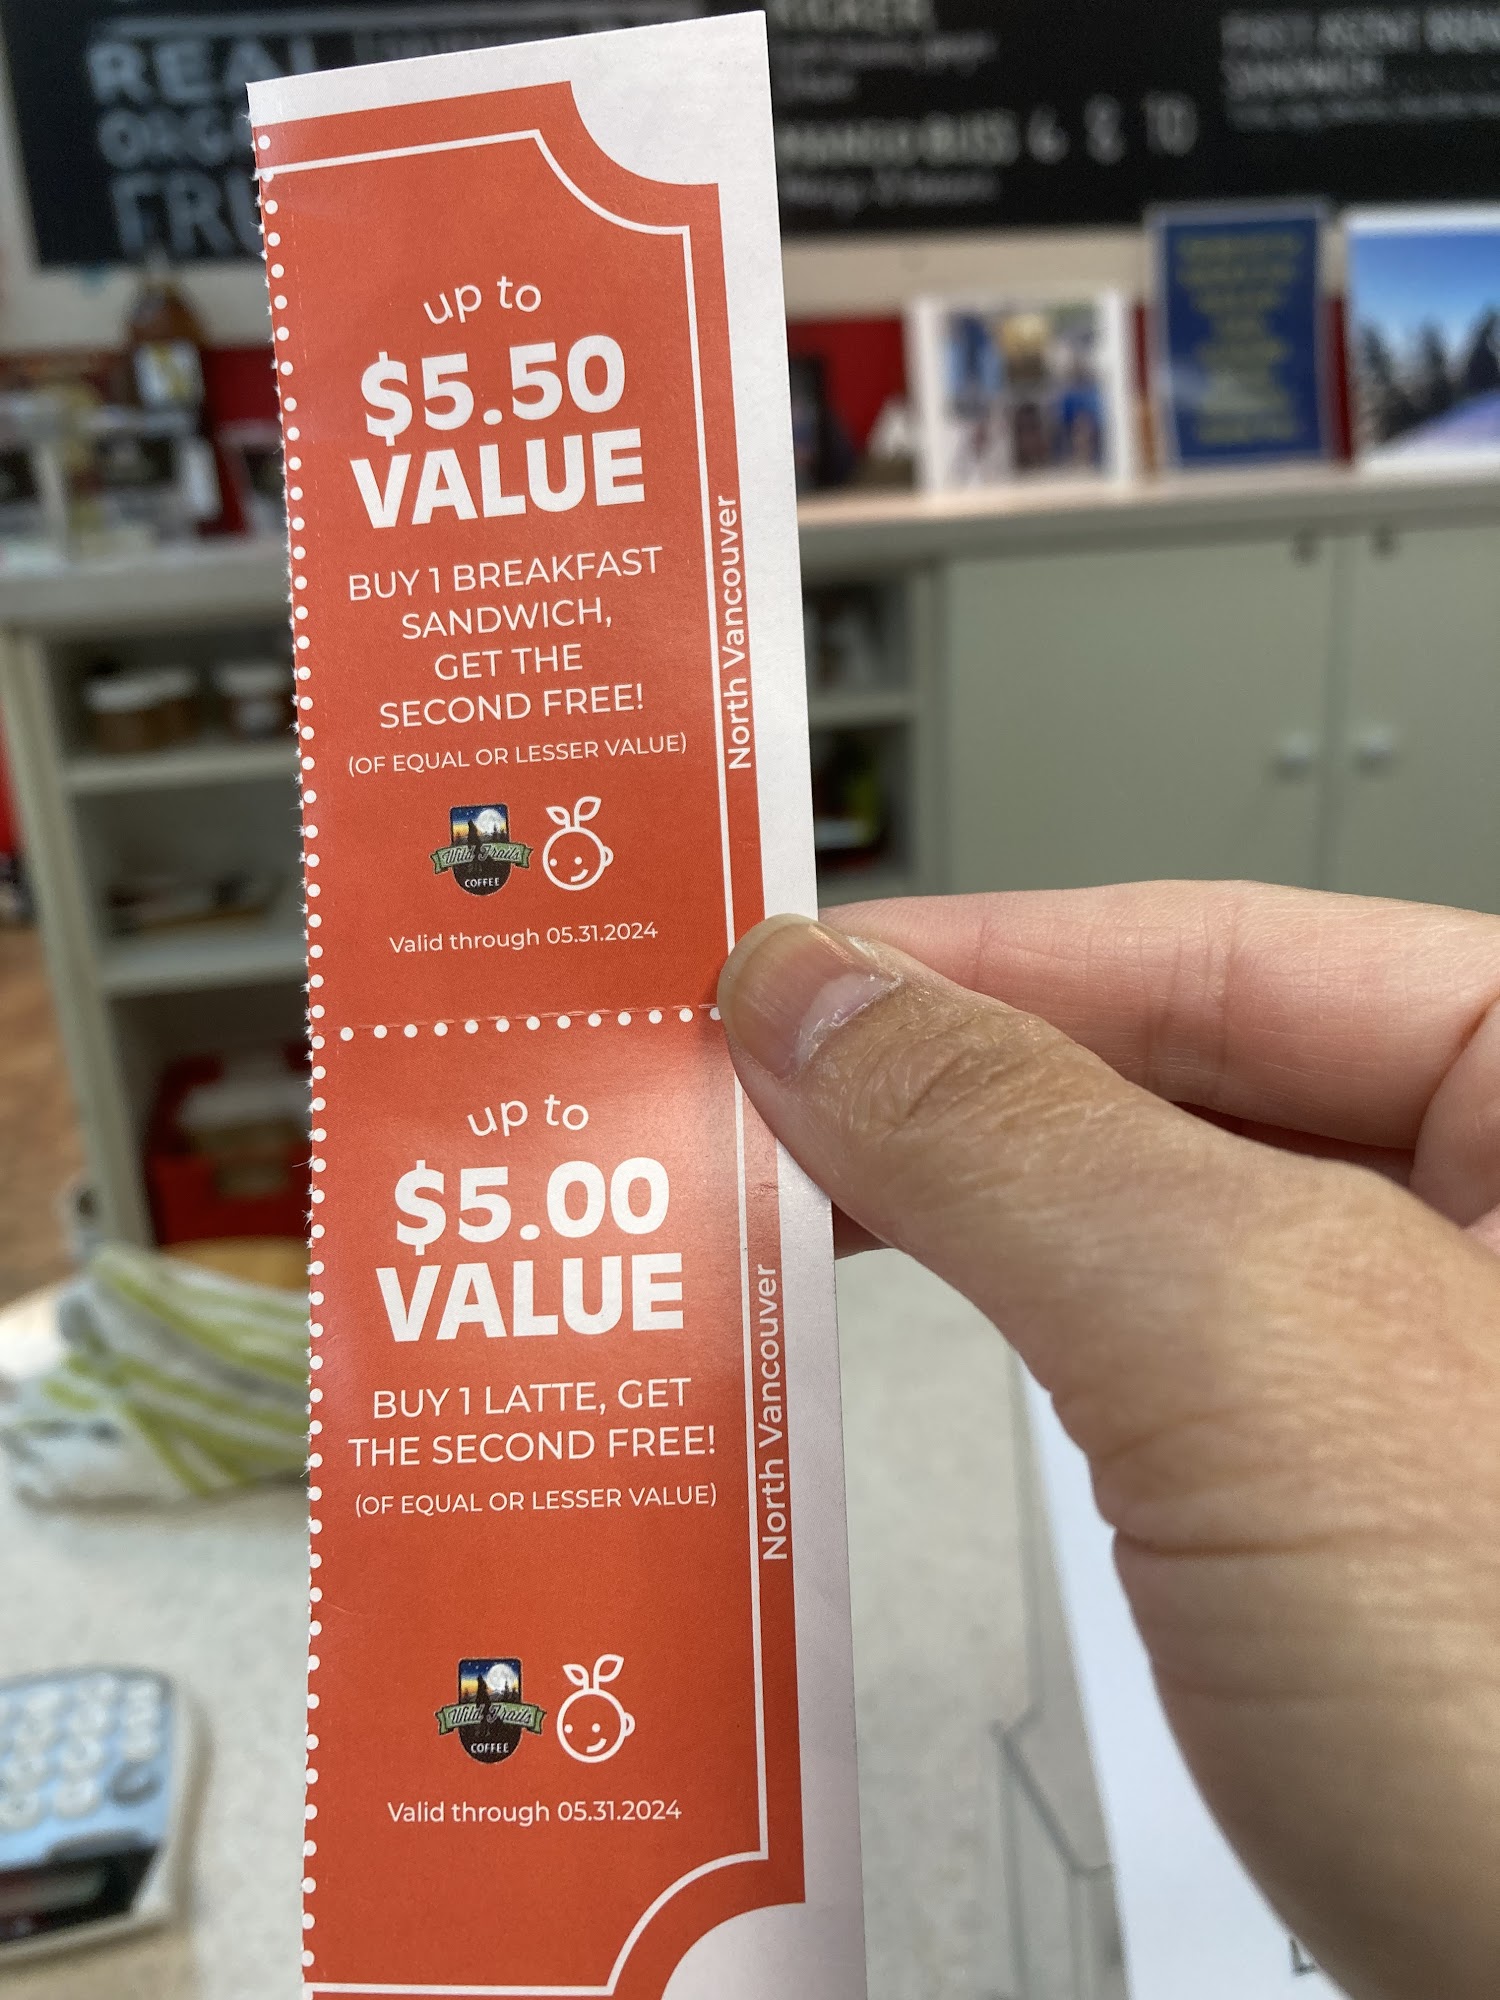 REAL
up to
$5.50
VALUE
BUY 1 BREAKFAST
SANDWICH,
GET THE
SECOND FREE!
(OF EQUAL OR LESSER VALUE)
Wild Trails
COFFEE
Valid through 05.31.2024
North Vancouver
up to
$5.00
VALUE
BUY 1 LATTE, GET
THE SECOND FREE!
(OF EQUAL OR LESSER VALUE)
Wild Trails
COFFEE
Valid through 05.31.2024
North Vancouver